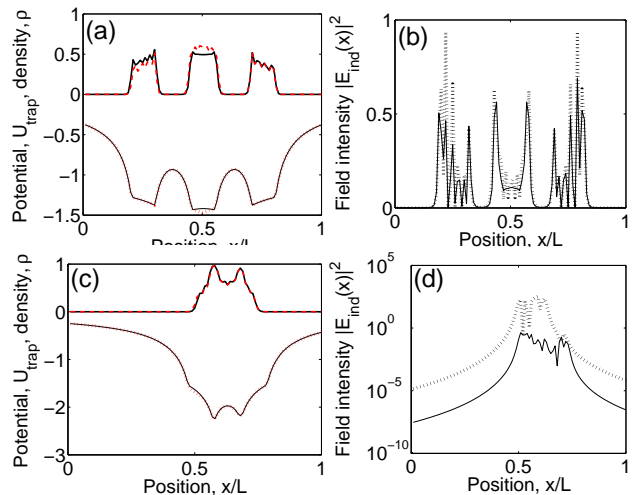 (a)
Potential, U_trap, density, ρ
1
0.5
0
−0.5
−1
−1.5
0
0.5
1
Position, x/L
(b)
Field intensity |E_ind(x)|^2
1
0.5
0
0
0.5
1
Position, x/L
(c)
Potential, U_trap, density, ρ
1
0
−1
−2
−3
0
0.5
1
Position, x/L
(d)
Field intensity |E_ind(x)|^2
10^5
10^0
10^−5
10^−10
0
0.5
1
Position, x/L